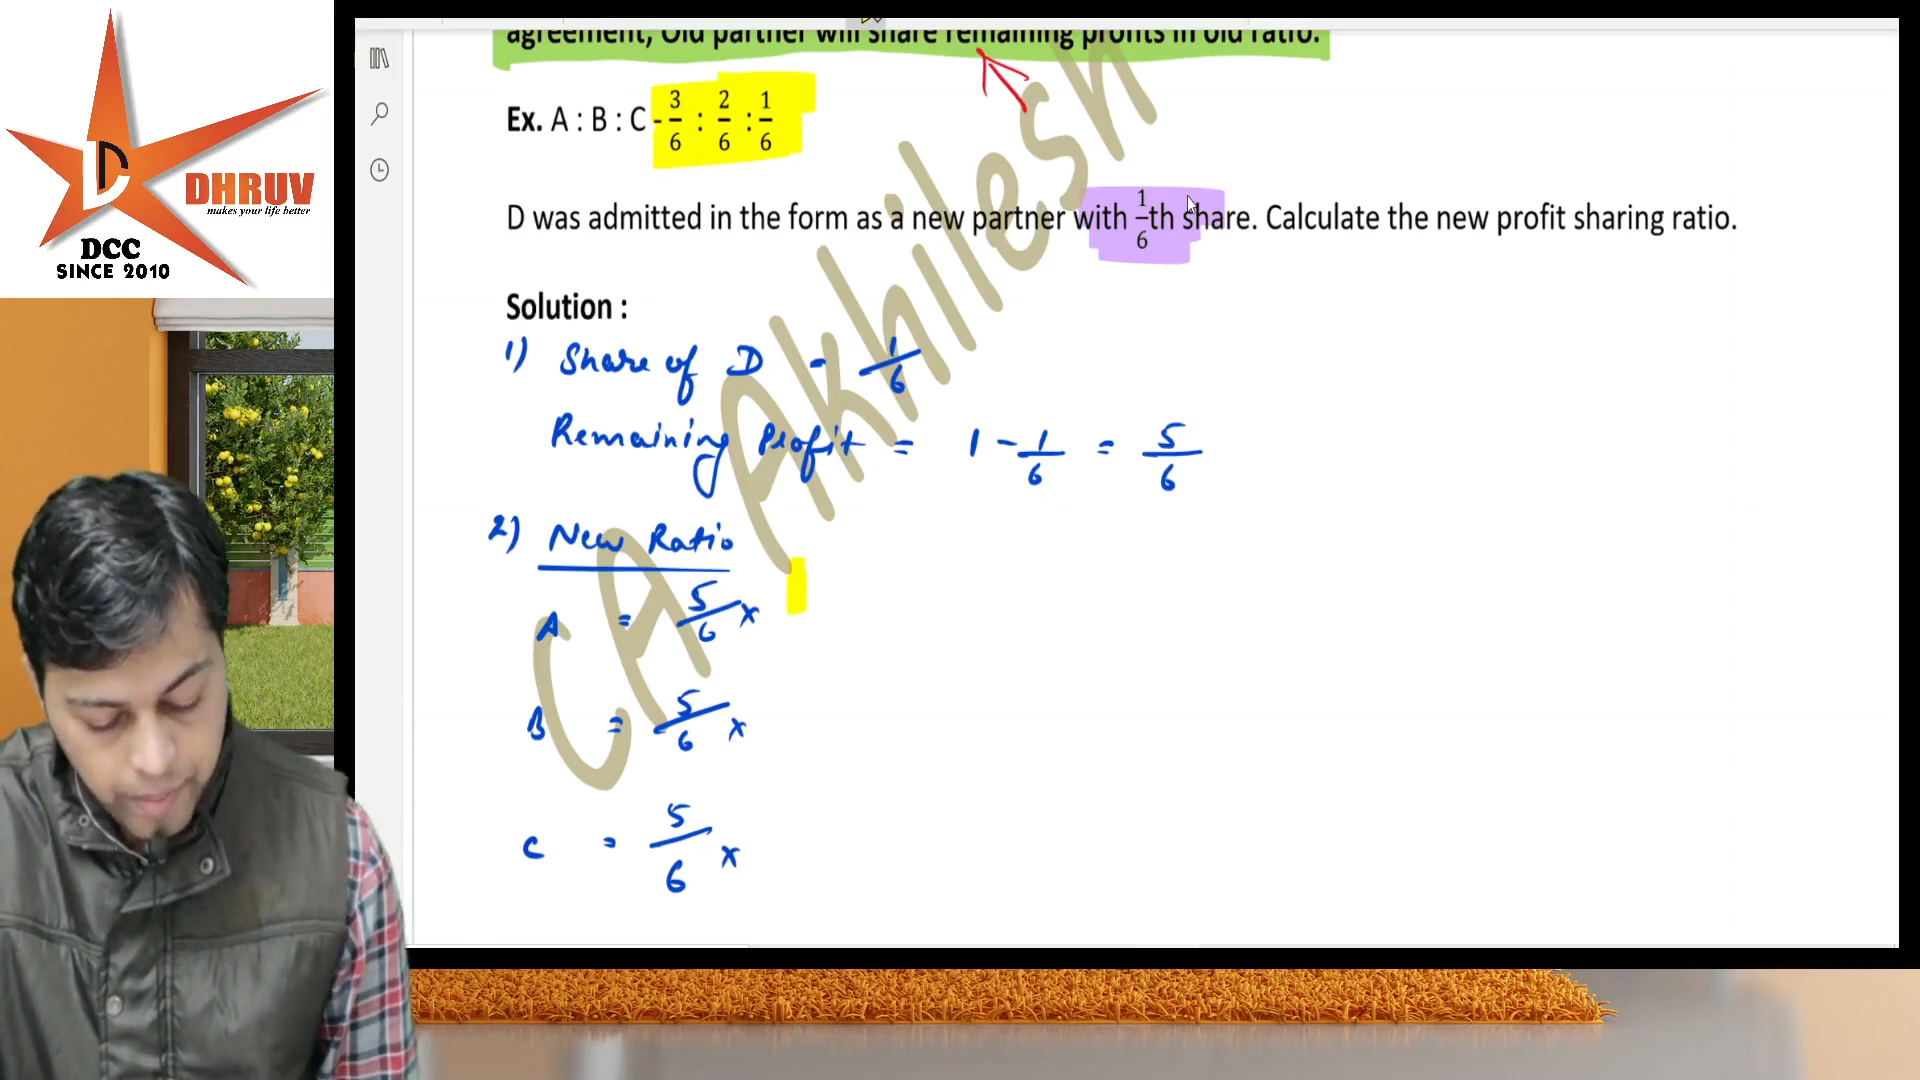 D
DHRUV
makes your life better
DCC
SINCE 2010
agreement, Old partner will share remaining profits in old ratio.
Ex. A : B : C - 3/6 : 2/6 : 1/6
D was admitted in the form as a new partner with 1/6 th share. Calculate the new profit sharing ratio.
Solution :
1) Share of D - 1/6
Remaining Profit = 1 - 1/6 = 5/6
2) New Ratio
A = 5/6 x
B = 5/6 x
C = 5/6 x
CA Akhilesh